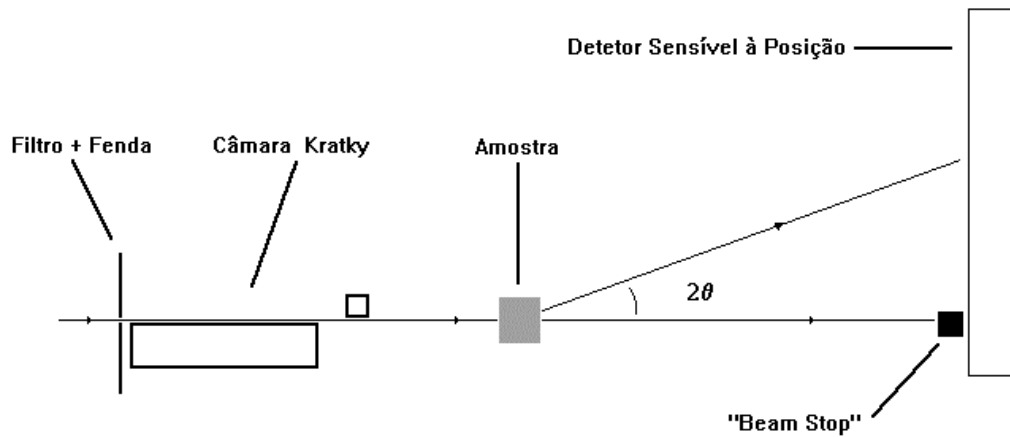 Detetor Sensível à Posição
Filtro + Fenda
Câmara Kratky
Amostra
2θ
"Beam Stop"